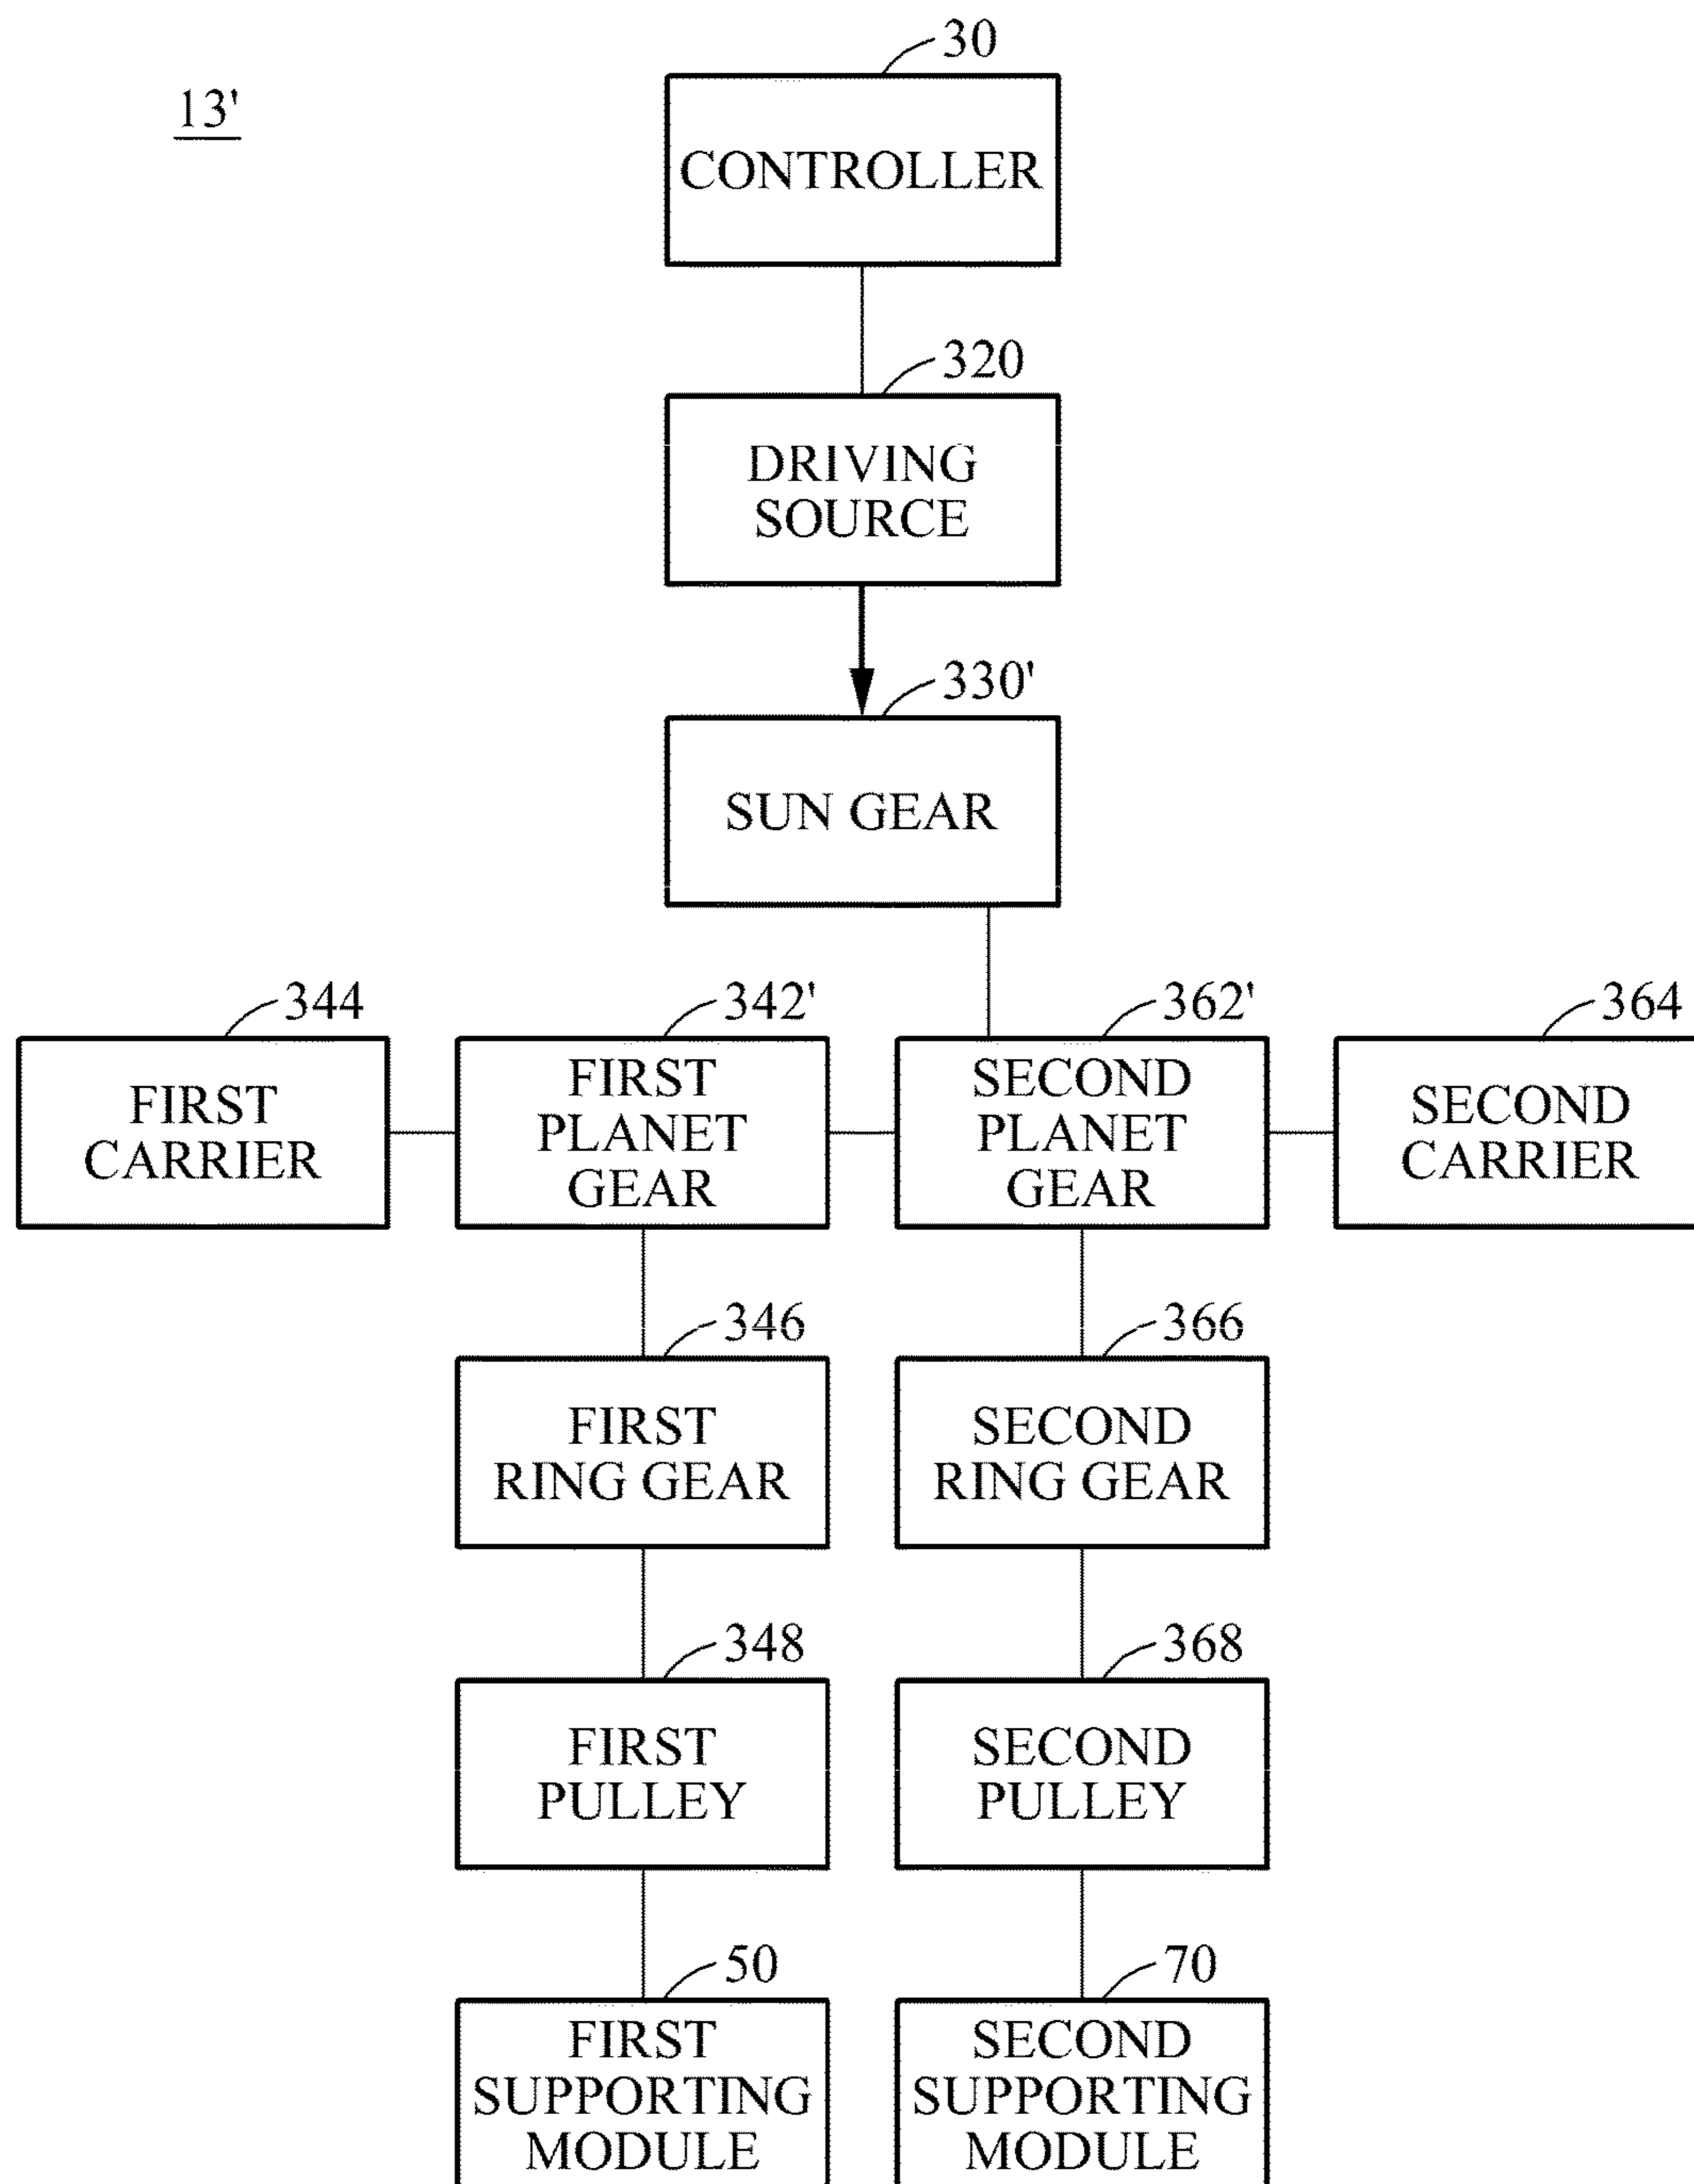 30
13'
CONTROLLER
320
DRIVING
SOURCE
330'
SUN GEAR
344
342'
362'
364
FIRST
CARRIER
FIRST
PLANET
GEAR
SECOND
PLANET
GEAR
SECOND
CARRIER
346
366
FIRST
RING GEAR
SECOND
RING GEAR
348
368
FIRST
PULLEY
SECOND
PULLEY
50
70
FIRST
SUPPORTING
MODULE
SECOND
SUPPORTING
MODULE